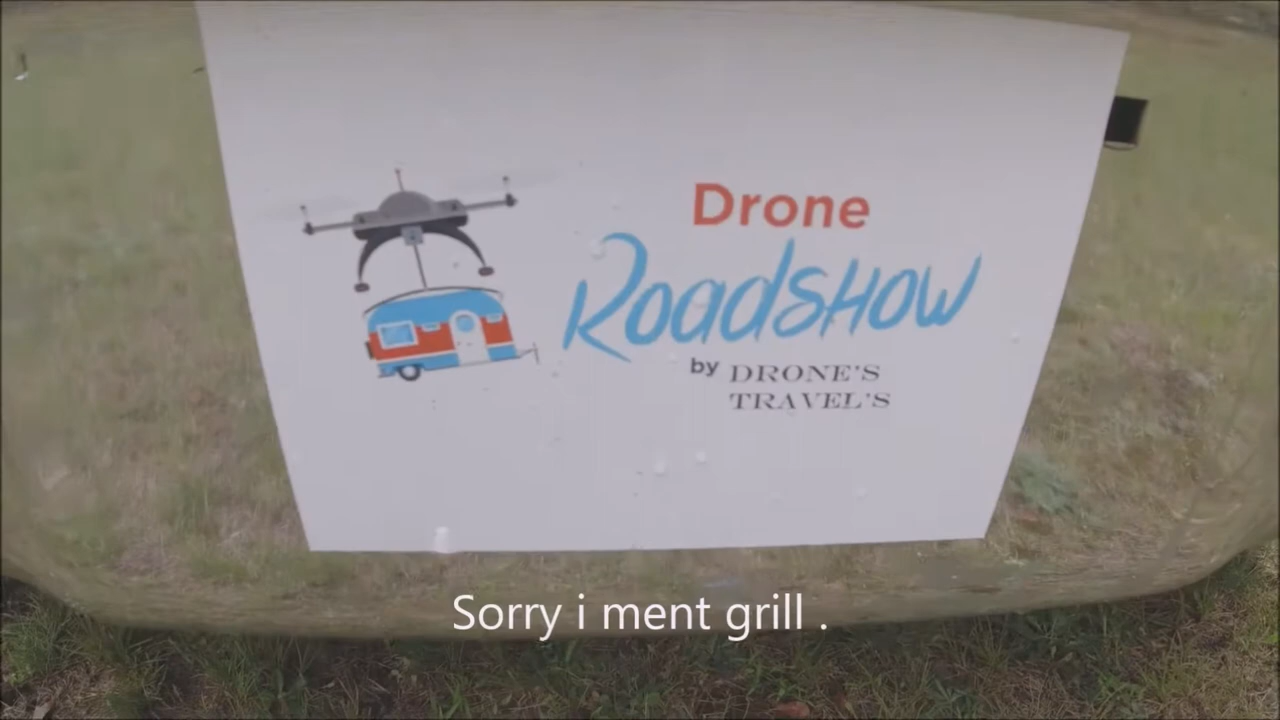 Drone
Roadshow
by DRONE'S
TRAVEL'S
Sorry i ment grill .